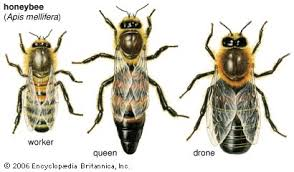 honeybee
(Apis mellifera)
worker
queen
drone
© 2006 Encyclopædia Britannica, Inc.